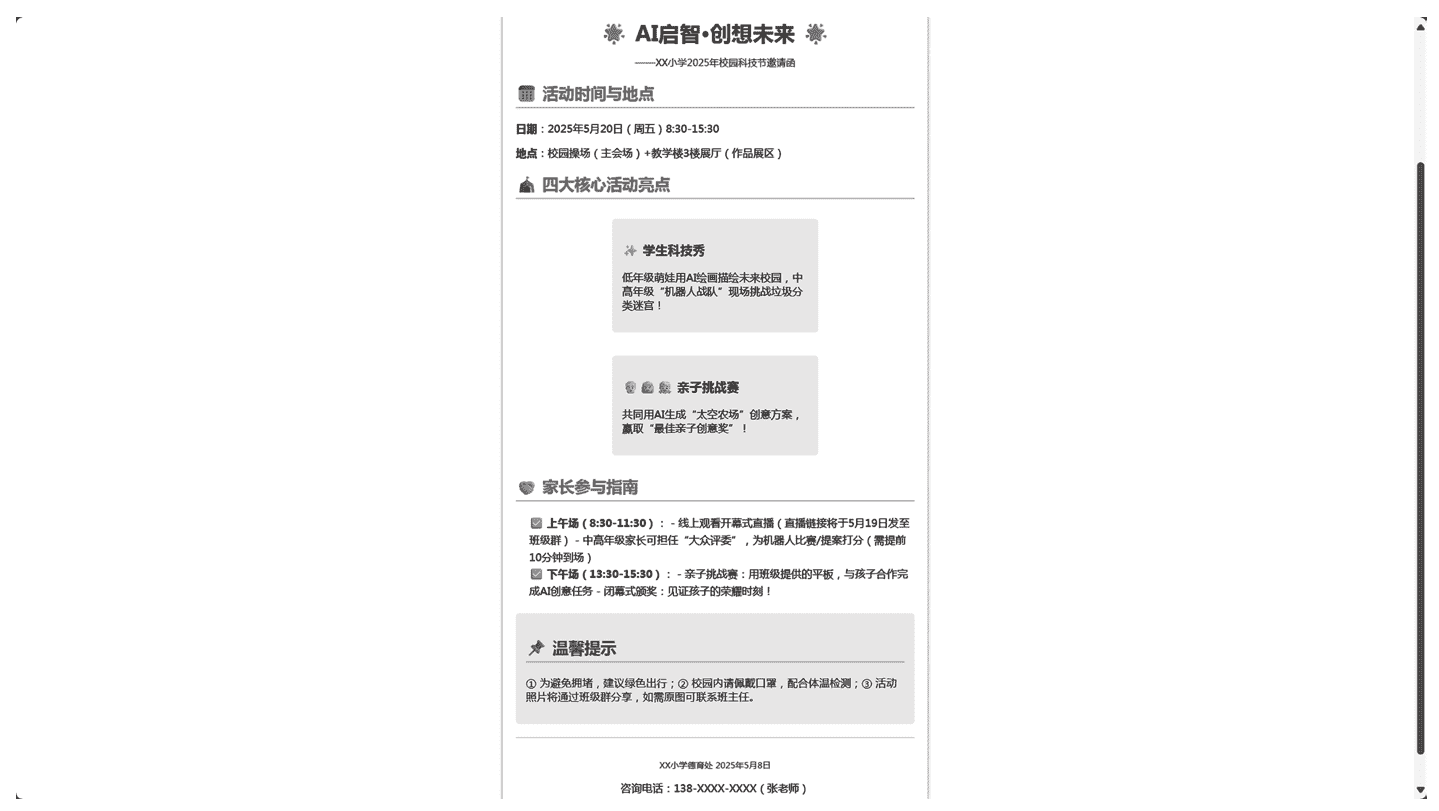 AI启智•创想未来
——XX小学2025年校园科技节邀请函
活动时间与地点
日期：2025年5月20日（周五）8:30-15:30
地点：校园操场（主会场）+教学楼3楼展厅（作品展区）
四大核心活动亮点
学生科技秀
低年级萌娃用AI绘画描绘未来校园，中
高年级“机器人战队”现场挑战垃圾分
类迷宫！
亲子挑战赛
共同用AI生成“太空农场”创意方案，
赢取“最佳亲子创意奖”！
家长参与指南
上午场（8:30-11:30）： - 线上观看开幕式直播（直播链接将于5月19日发至
班级群） - 中高年级家长可担任“大众评委”，为机器人比赛/提案打分（需提前
10分钟到场）
下午场（13:30-15:30）： - 亲子挑战赛：用班级提供的平板，与孩子合作完
成AI创意任务 - 闭幕式颁奖：见证孩子的荣耀时刻！
温馨提示
① 为避免拥堵，建议绿色出行；② 校园内请佩戴口罩，配合体温检测；③ 活动
照片将通过班级群分享，如需原图可联系班主任。
XX小学德育处 2025年5月8日
咨询电话：138-XXXX-XXXX（张老师）